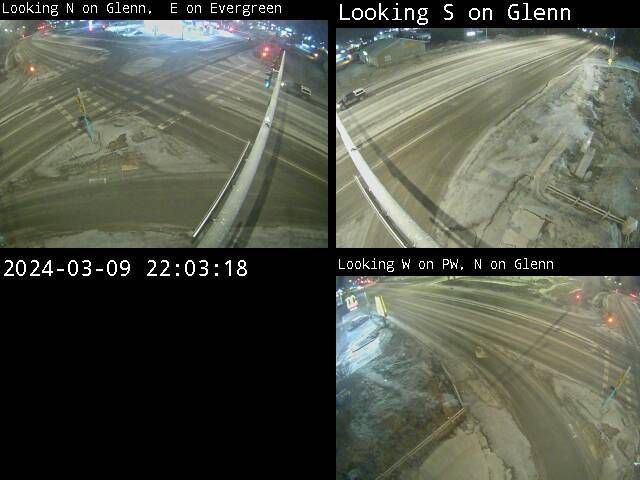 Looking N on Glenn, E on Evergreen
Looking S on Glenn
2024-03-09 22:03:18
Looking W on PW, N on Glenn